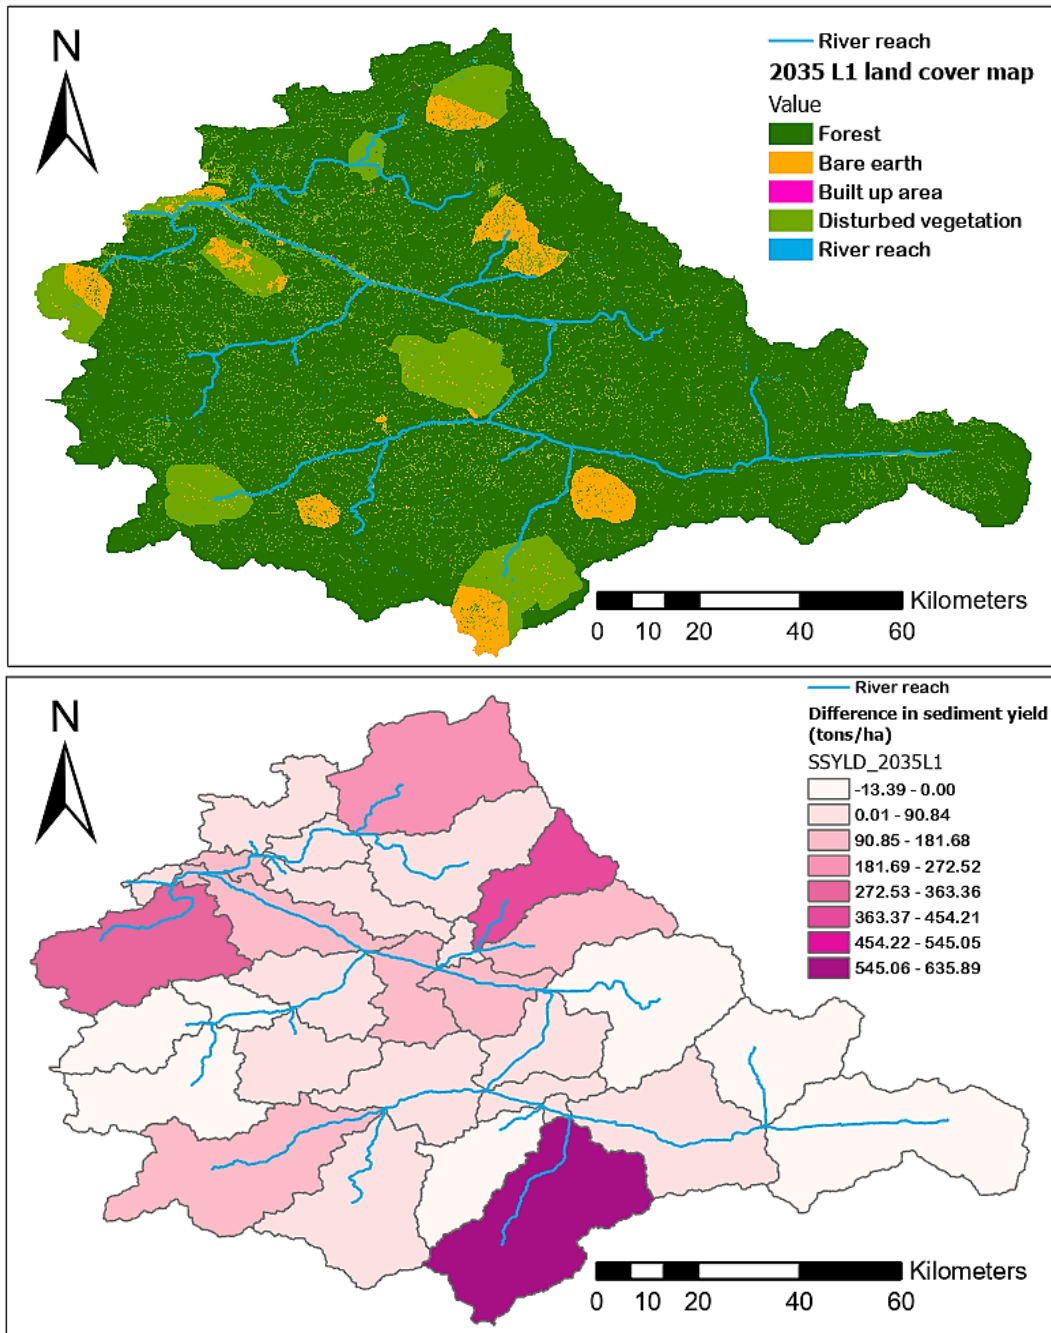 N
River reach
2035 L1 land cover map
Value
Forest
Bare earth
Built up area
Disturbed vegetation
River reach
Kilometers
0 10 20 40 60
N
River reach
Difference in sediment yield
(tons/ha)
SSYLD_2035L1
-13.39 - 0.00
0.01 - 90.84
90.85 - 181.68
181.69 - 272.52
272.53 - 363.36
363.37 - 454.21
454.22 - 545.05
545.06 - 635.89
Kilometers
0 10 20 40 60